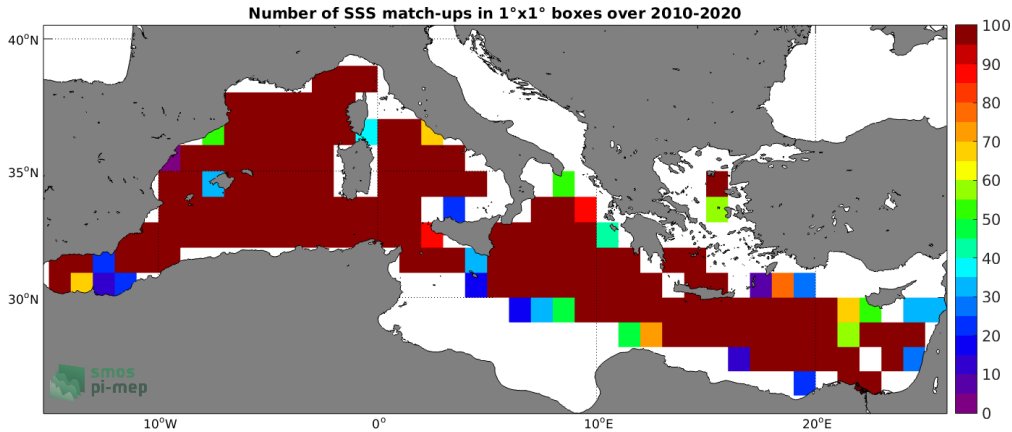 Number of SSS match-ups in 1°x1° boxes over 2010-2020
40°N
35°N
30°N
10°W
0°
10°E
20°E
100
90
80
70
60
50
40
30
20
10
0
smos
pi-mep